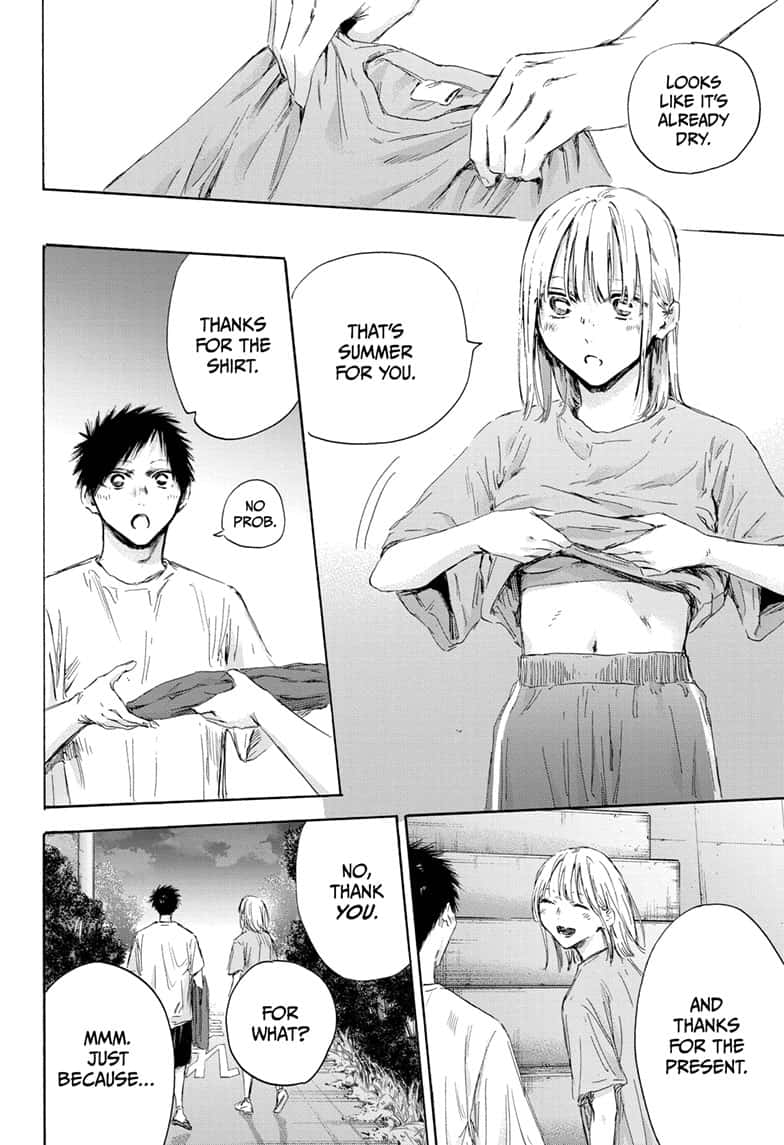 LOOKS
LIKE IT'S
ALREADY
DRY.
THAT'S
SUMMER
FOR YOU.
THANKS
FOR THE
SHIRT.
NO
PROB.
AND
THANKS
FOR THE
PRESENT.
NO,
THANK
YOU.
FOR
WHAT?
MMM.
JUST
BECAUSE...